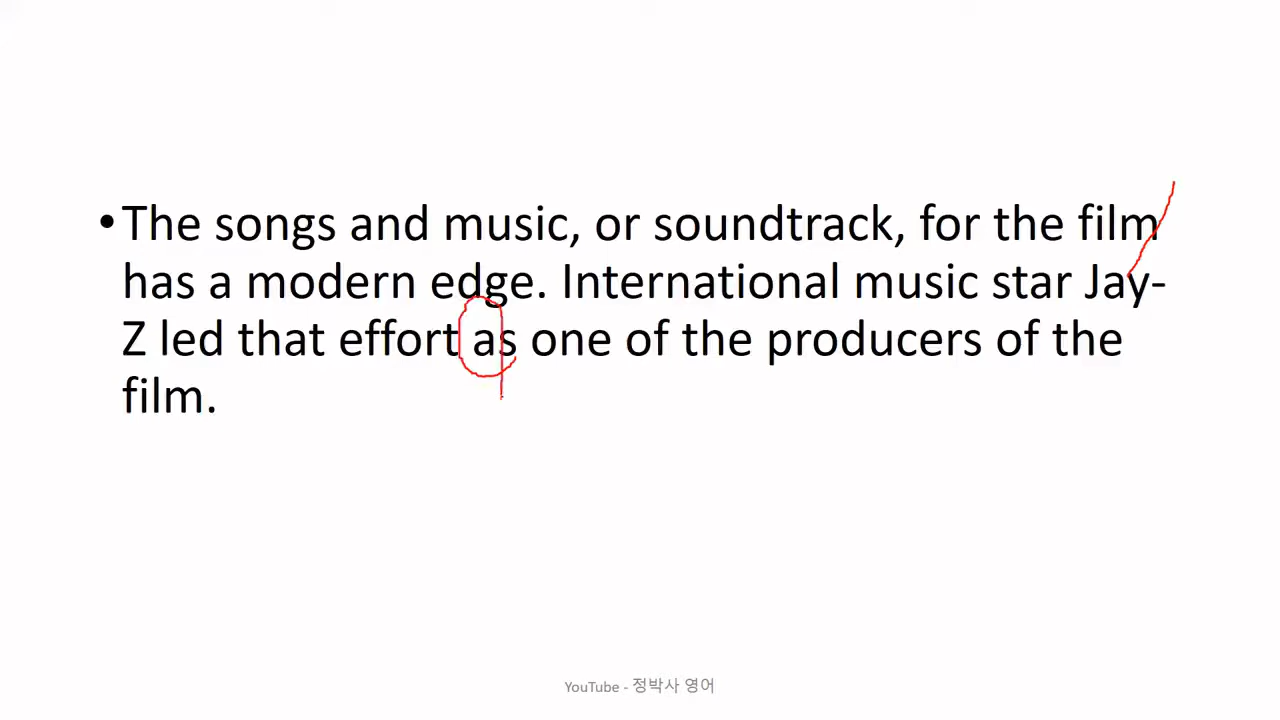 •The songs and music, or soundtrack, for the film
has a modern edge. International music star Jay-
Z led that effort as one of the producers of the
film.
YouTube - 정박사 영어